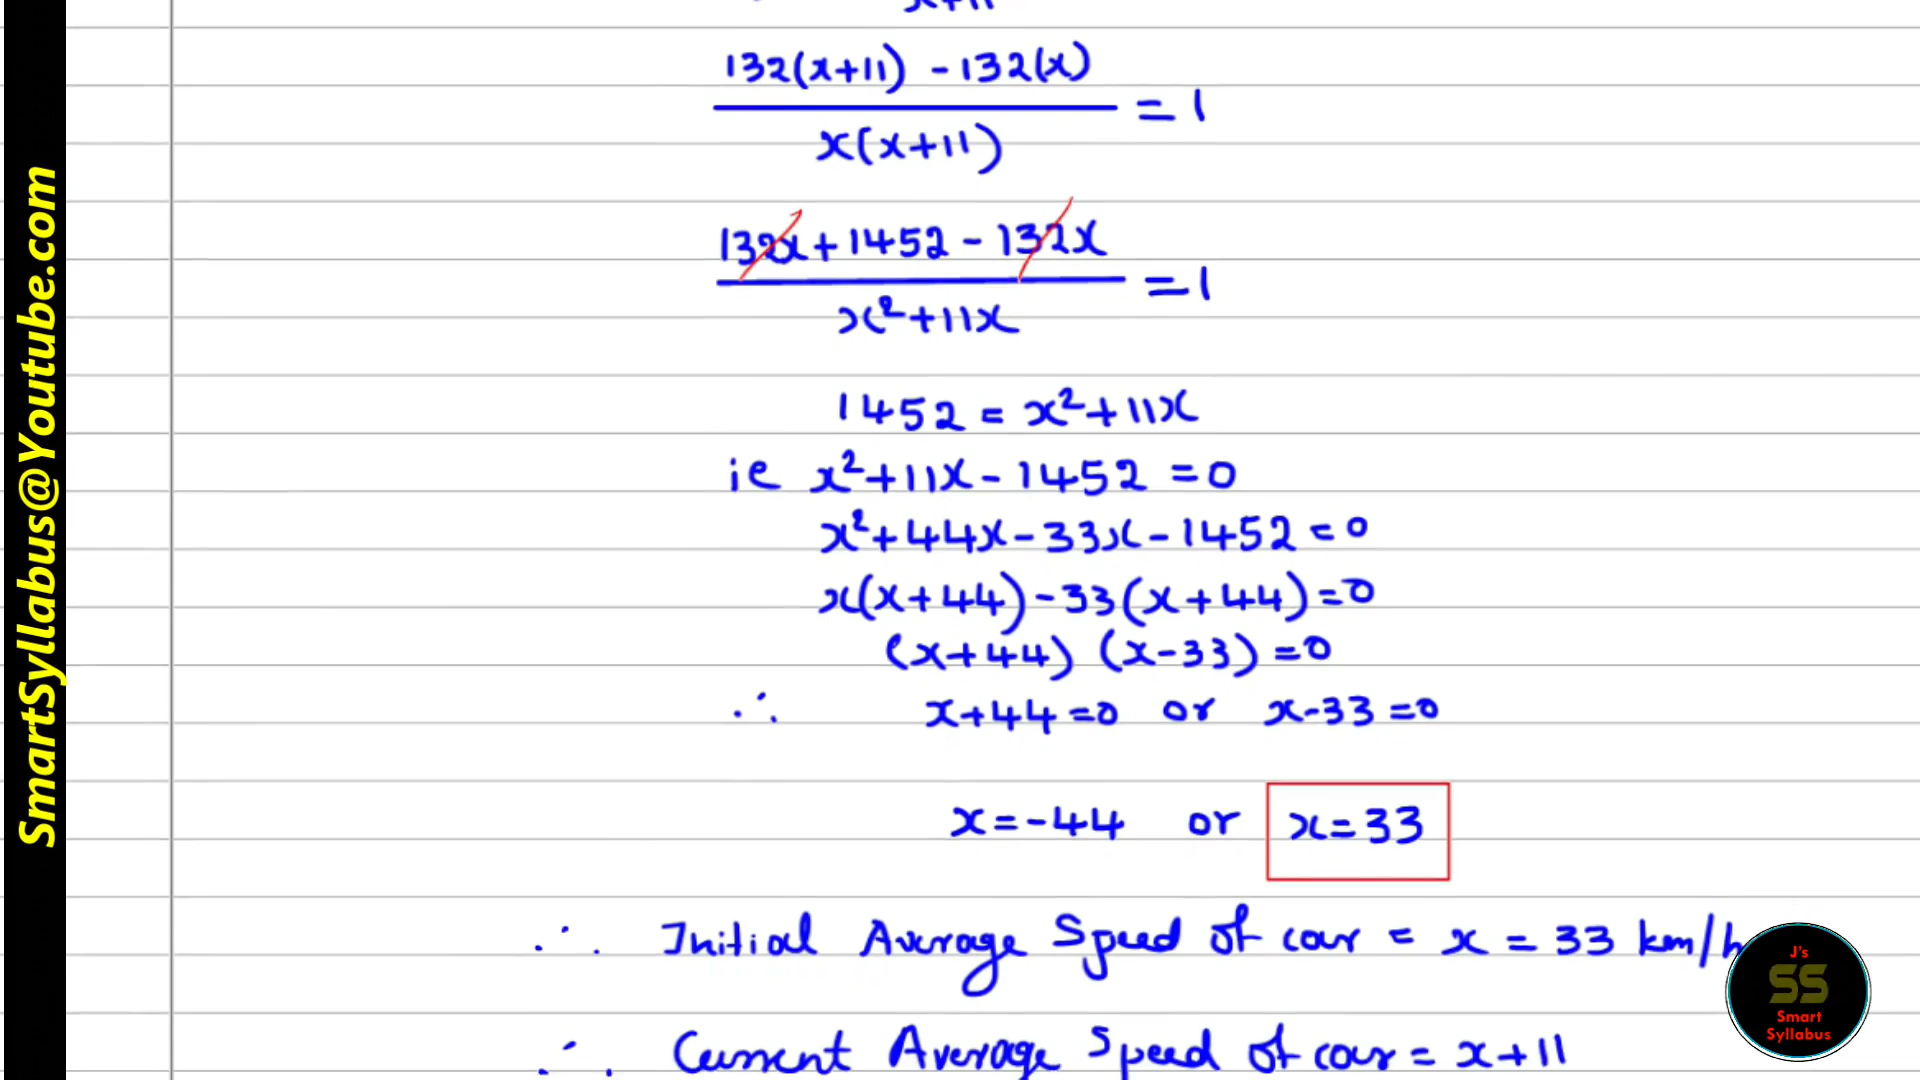 x+11
132(x+11) - 132(x)
x(x+11)
= 1
132x + 1452 - 132x
x²+11x
= 1
1452 = x²+11x
ie x²+11x - 1452 = 0
x²+44x - 33x - 1452 = 0
x(x+44) - 33(x+44) = 0
(x+44) (x-33) = 0
∴ x+44 = 0 or x-33 = 0
x = -44 or x = 33
∴ Initial Average Speed of car = x = 33 km/h
∴ Current Average Speed of car = x+11
SmartSyllabus@Youtube.com
J's
SS
Smart
Syllabus